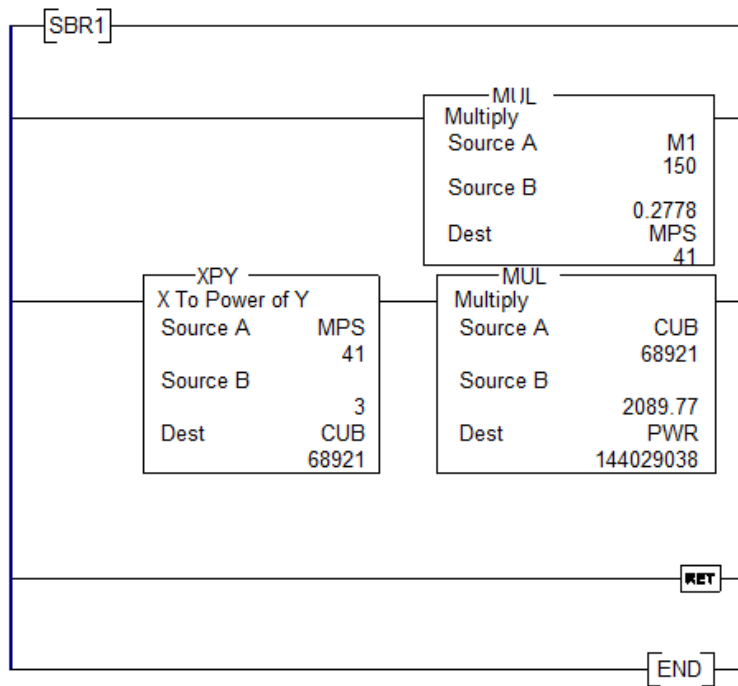 SBR1
MUL
Multiply
Source A M1
150
Source B
0.2778
Dest MPS
41
XPY
X To Power of Y
Source A MPS
41
Source B
3
Dest CUB
68921
MUL
Multiply
Source A CUB
68921
Source B
2089.77
Dest PWR
144029038
RET
END